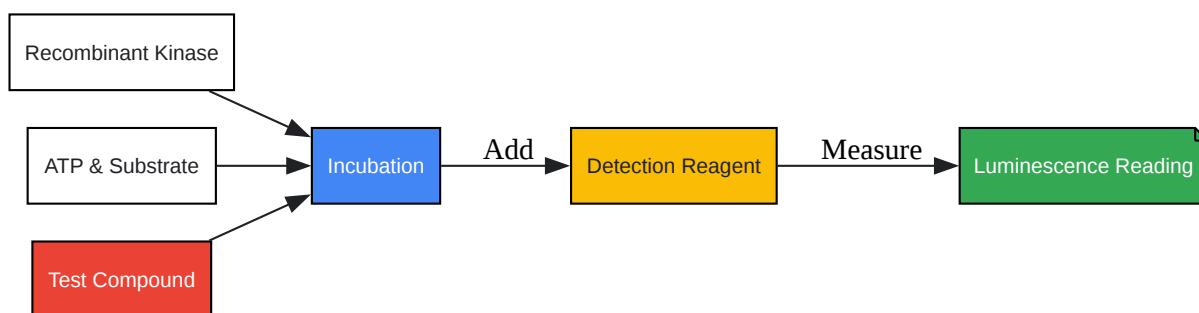 Recombinant Kinase
ATP & Substrate
Test Compound
Incubation
Add
Detection Reagent
Measure
Luminescence Reading